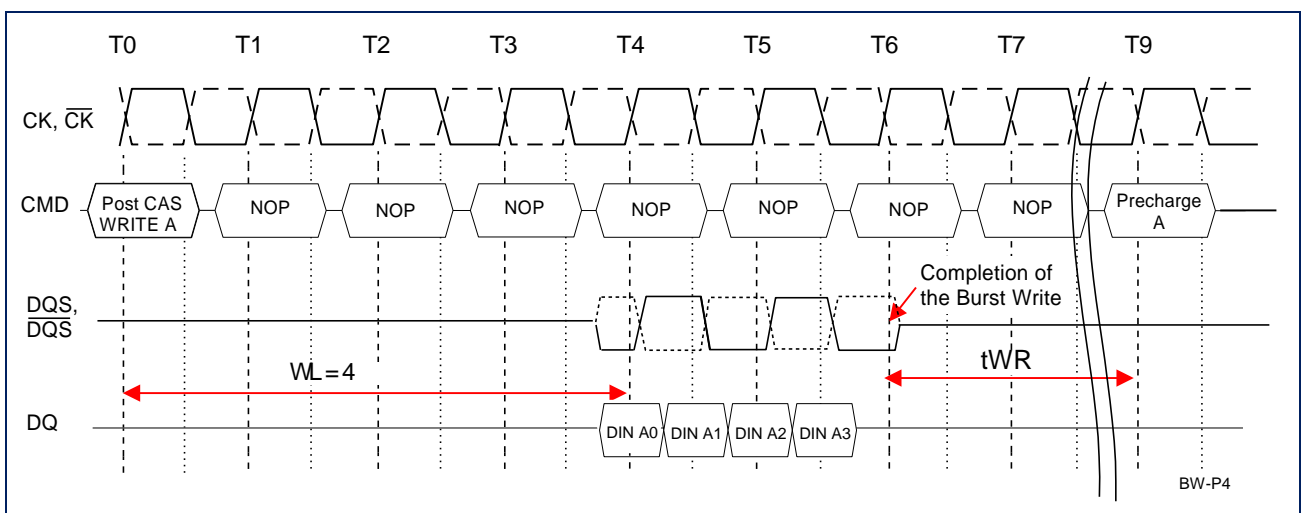 T0 T1 T2 T3 T4 T5 T6 T7 T9
CK, CK
CMD
Post CAS
WRITE A
NOP
NOP
NOP
NOP
NOP
NOP
NOP
Precharge
A
Completion of
the Burst Write
DQS,
DQS
WL=4
tWR
DQ
DIN A0
DIN A1
DIN A2
DIN A3
BW-P4